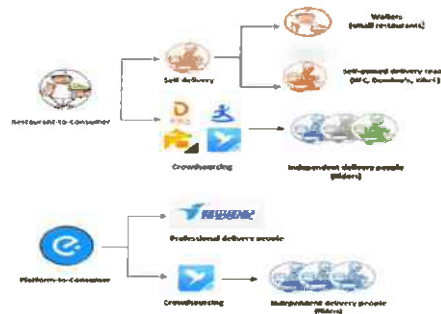 Waiters
(small restaurants)
Self-delivery
Self-owned delivery team
(KFC, Domino's,
Restaurant-to-Consumer
Crowdsourcing
Independent delivery people
(Riders)
Professional delivery people
Platform-to-Consumer
Crowdsourcing
Independent delivery people
(Riders)